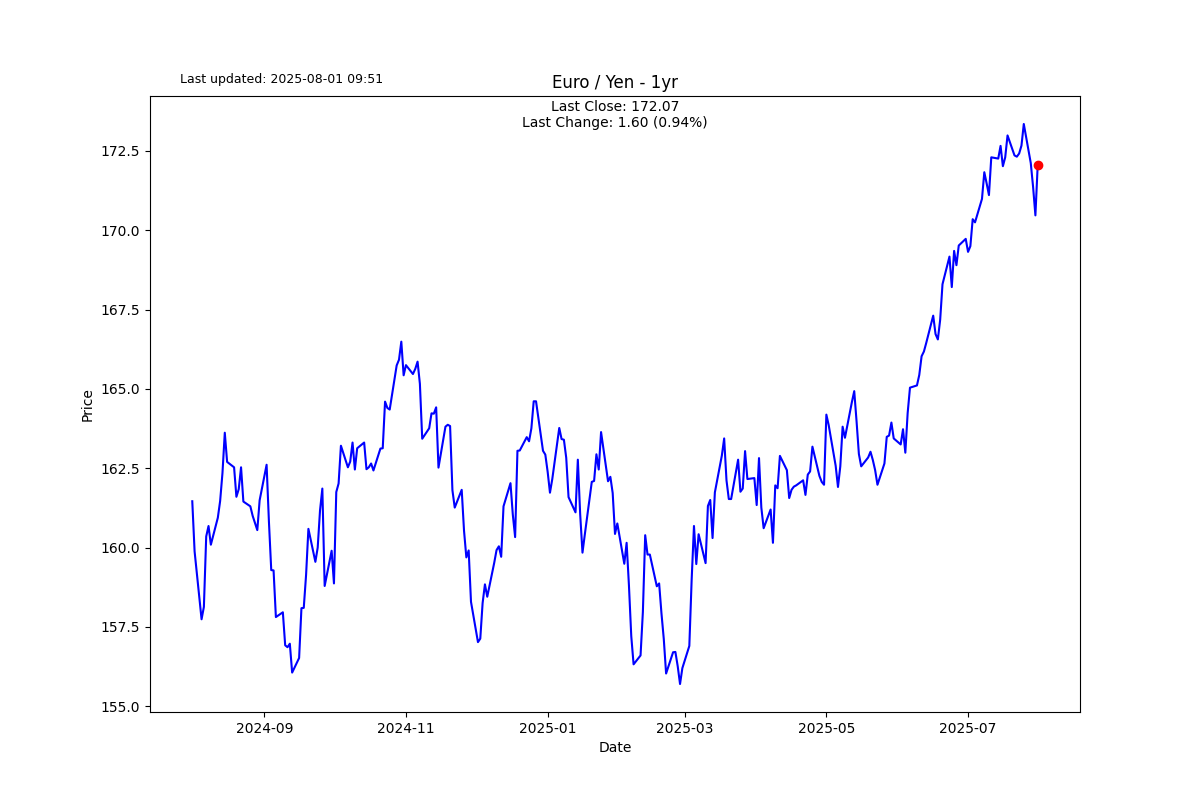 Last updated: 2025-08-01 09:51
Euro / Yen - 1yr
Last Close: 172.07
Last Change: 1.60 (0.94%)
172.5
170.0
167.5
165.0
162.5
160.0
157.5
155.0
Price
2024-09
2024-11
2025-01
2025-03
2025-05
2025-07
Date